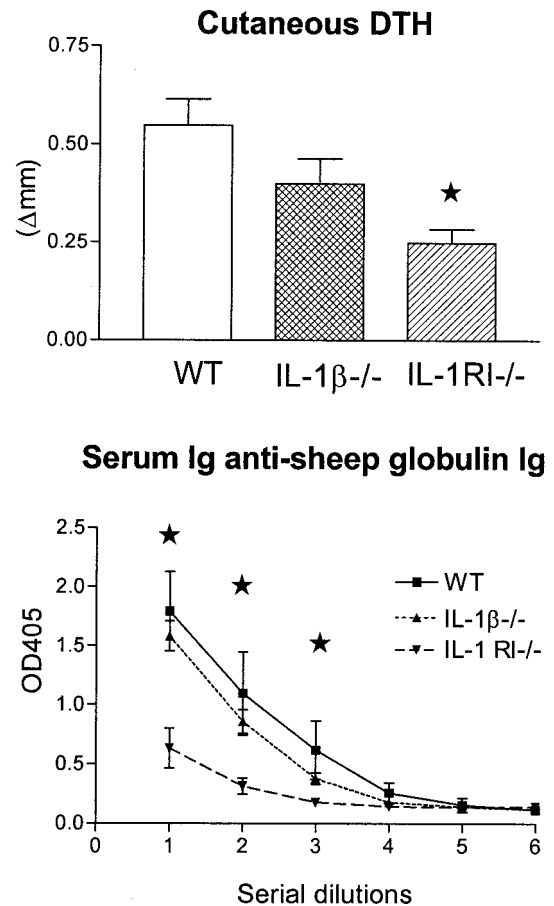 Cutaneous DTH
0.75
0.50
0.25
0.00
(Δmm)
★
WT
IL-1β-/-
IL-1RI-/-
Serum Ig anti-sheep globulin Ig
2.5
2.0
1.5
1.0
0.5
0.0
OD405
★
★
★
WT
IL-1β-/-
IL-1 RI-/-
0 1 2 3 4 5 6
Serial dilutions